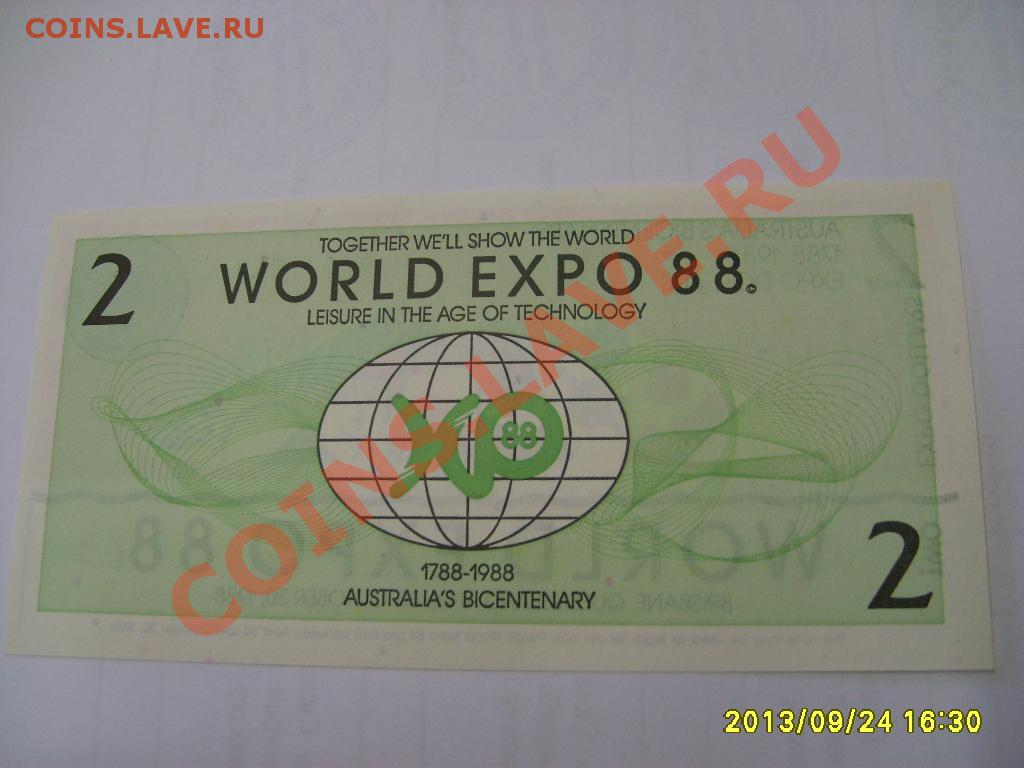 COINS.LAVE.RU
TOGETHER WE'LL SHOW THE WORLD
2
WORLD EXPO 88©
LEISURE IN THE AGE OF TECHNOLOGY
88
1788-1988
AUSTRALIA'S BICENTENARY
2
COINS.LAVE.RU
2013/09/24 16:30